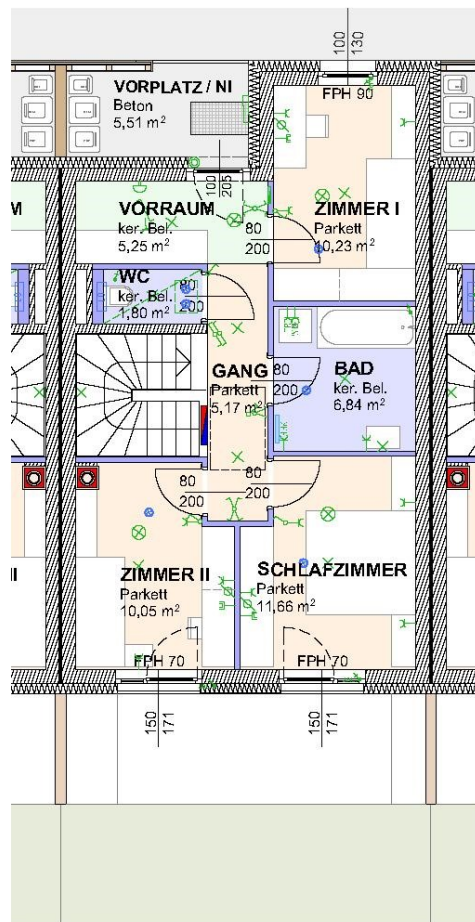 100
130
VORPLATZ / NI
Beton
5,51 m²
FPH 90
100
205
VORRAUM
ker. Bel.
5,25 m²
80
200
ZIMMER I
Parkett
10,23 m²
M
WC
ker. Bel.
1,80 m²
80
200
GANG
Parkett
5,17 m²
80
200
BAD
ker. Bel.
6,84 m²
80
200
80
200
ZIMMER II
Parkett
10,05 m²
SCHLAFZIMMER
Parkett
11,66 m²
FPH 70
FPH 70
150
171
150
171